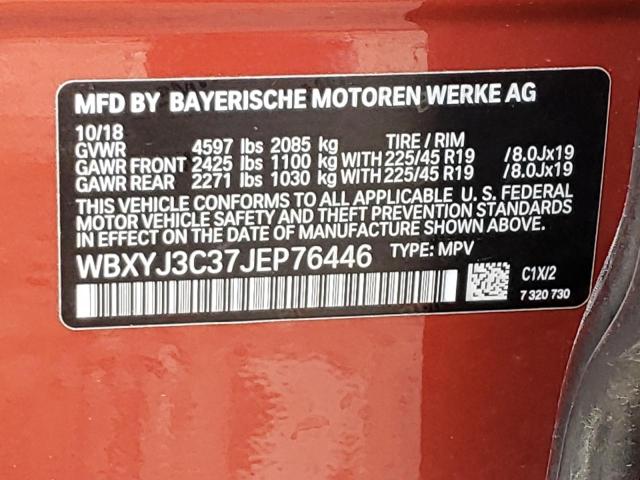 MFD BY BAYERISCHE MOTOREN WERKE AG
10/18
GVWR 4597 lbs 2085 kg TIRE / RIM
GAWR FRONT 2425 lbs 1100 kg WITH 225/45 R19 /8.0Jx19
GAWR REAR 2271 lbs 1030 kg WITH 225/45 R19 /8.0Jx19
THIS VEHICLE CONFORMS TO ALL APPLICABLE U. S. FEDERAL
MOTOR VEHICLE SAFETY AND THEFT PREVENTION STANDARDS
IN EFFECT ON THE DATE OF MANUFACTURE SHOWN ABOVE.
WBXYJ3C37JEP76446 TYPE: MPV
C1X/2
7 320 730